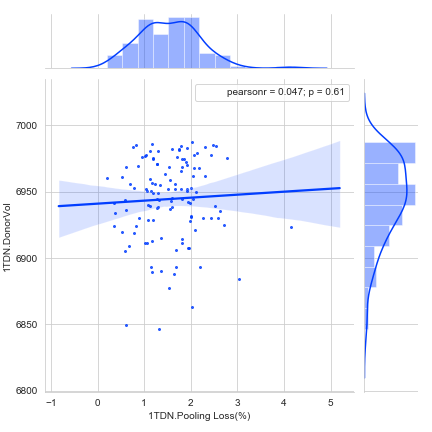 pearsonr = 0.047; p = 0.61
7000
6950
6900
6850
6800
1TDN.DonorVol
−1 0 1 2 3 4 5
1TDN.Pooling Loss(%)